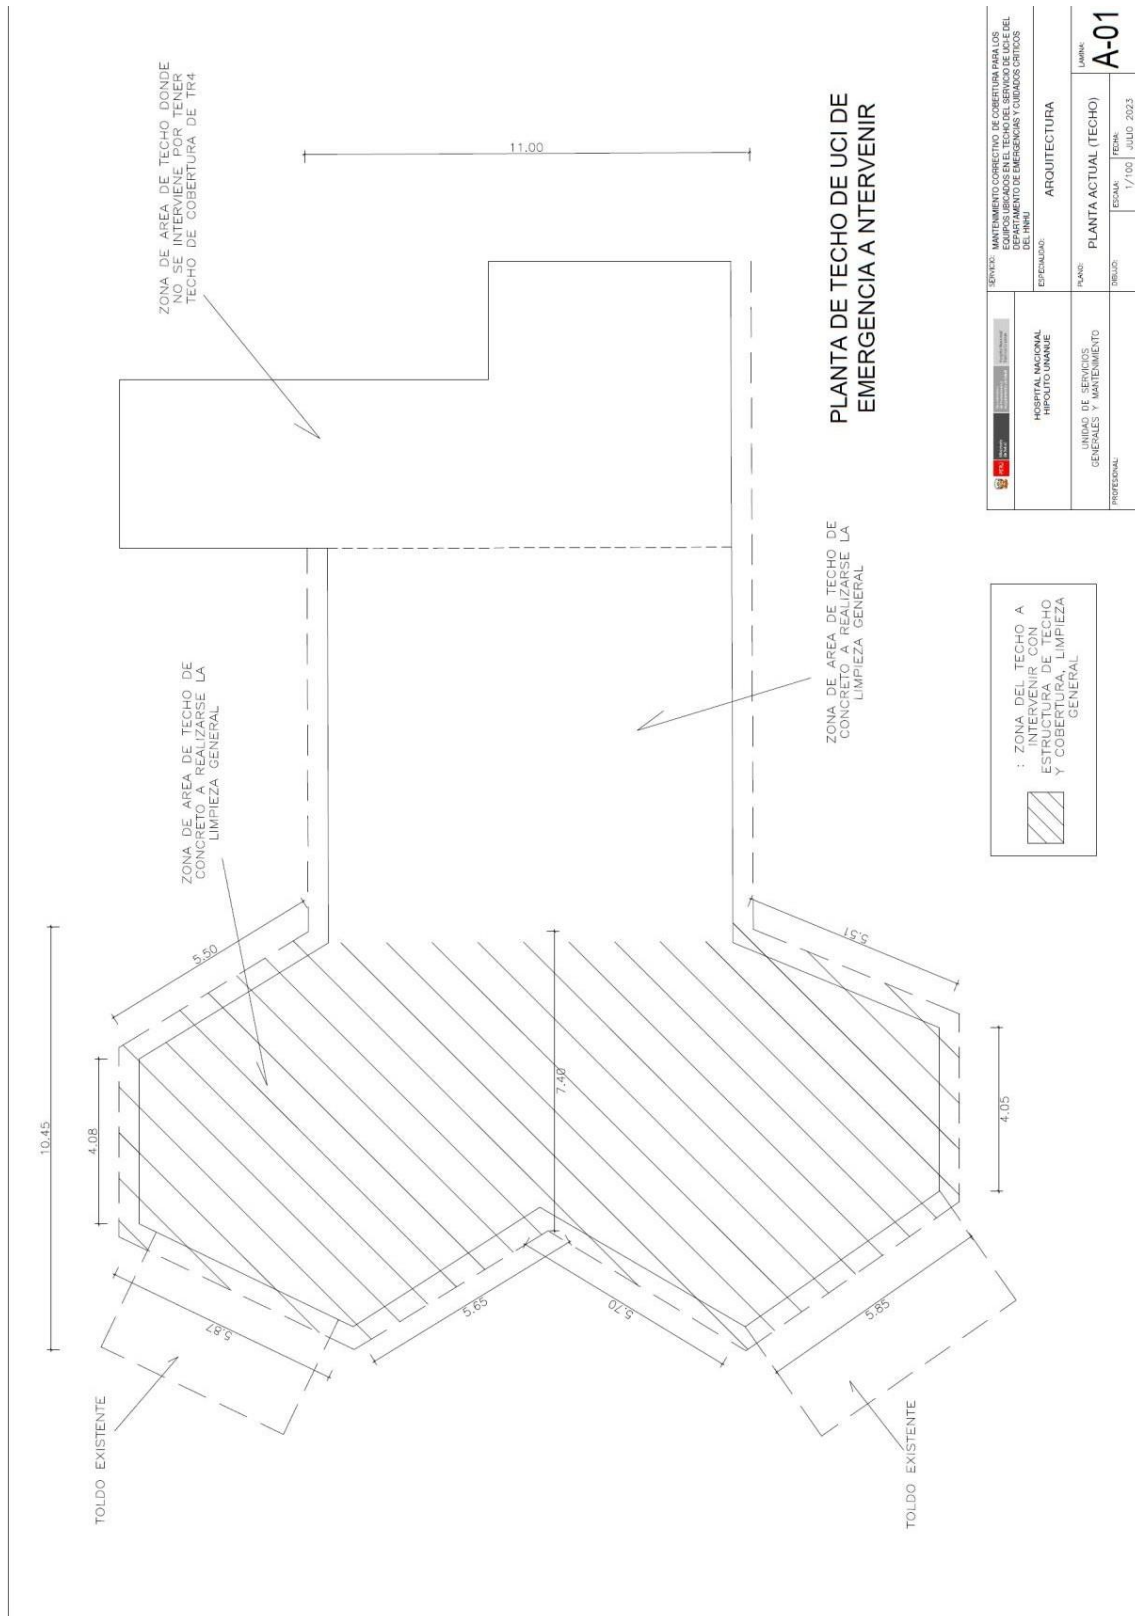 ZONA DE AREA DE TECHO DONDE
NO SE INTERVIENE POR TENER
TECHO DE COBERTURA DE TR4
11.00
ZONA DE AREA DE TECHO DE
CONCRETO A REALIZARSE LA
LIMPIEZA GENERAL
ZONA DE AREA DE TECHO DE
CONCRETO A REALIZARSE LA
LIMPIEZA GENERAL
10.45
4.08
5.50
7.40
5.51
4.05
5.87
5.65
5.70
5.85
TOLDO EXISTENTE
TOLDO EXISTENTE
PLANTA DE TECHO DE UCI DE
EMERGENCIA A NTERVENIR
: ZONA DEL TECHO A
INTERVENIR CON
ESTRUCTURA DE TECHO
Y COBERTURA, LIMPIEZA
GENERAL
PERÚ
HOSPITAL NACIONAL
HIPOLITO UNANUE
UNIDAD DE SERVICIOS
GENERALES Y MANTENIMIENTO
PROFESIONAL:
SERVICIO: MANTENIMIENTO CORRECTIVO DE COBERTURA PARA LOS
EQUIPOS UBICADOS EN EL TECHO DEL SERVICIO DE UCI-E DEL
DEPARTAMENTO DE EMERGENCIAS Y CUIDADOS CRITICOS
DEL HNHU
ESPECIALIDAD:
ARQUITECTURA
PLANO:
PLANTA ACTUAL (TECHO)
LAMINA:
A-01
DIBUJO:
ESCALA:
1/100
FECHA:
JULIO 2023